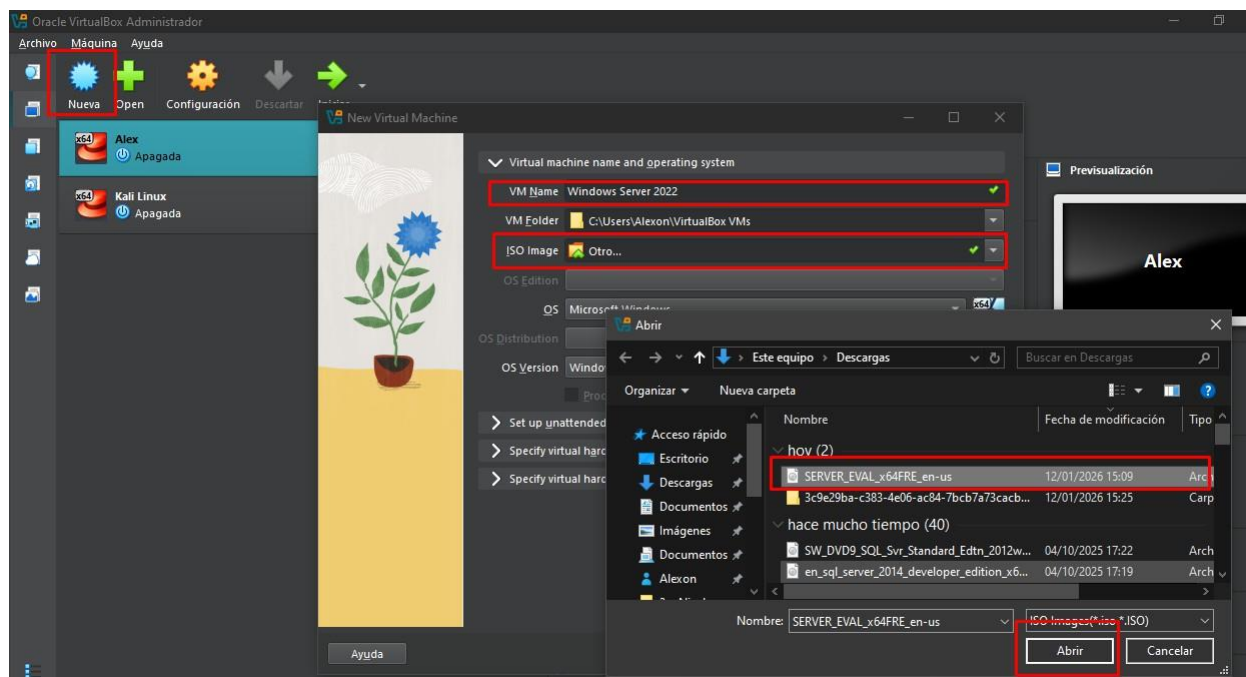 Oracle VirtualBox Administrador
Archivo Máquina Ayuda
Nueva Open Configuración Descartar
Alex
Apagada
Kali Linux
Apagada
x64
x64
New Virtual Machine
Virtual machine name and operating system
VM Name Windows Server 2022
VM Folder C:\Users\Alexon\VirtualBox VMs
ISO Image Otro...
OS Edition
OS Microsoft Windows x64
OS Distribution
OS Version Windo
Proc
Set up unattended
Specify virtual hard
Specify virtual hard
Ayuda
Previsualización
Alex
Abrir
Este equipo Descargas Buscar en Descargas
Organizar Nueva carpeta
Nombre Fecha de modificación Tipo
Acceso rápido
Escritorio
Descargas
Documentos
Imágenes
Documentos
Alexon
hoy (2)
SERVER_EVAL_x64FRE_en-us 12/01/2026 15:09 Arch
3c9e29ba-c383-4e06-ac84-7bcb7a73cacb... 12/01/2026 15:25 Carp
hace mucho tiempo (40)
SW_DVD9_SQL_Svr_Standard_Edtn_2012w... 04/10/2025 17:22 Arch
en_sql_server_2014_developer_edition_x6... 04/10/2025 17:19 Arch
Nombre: SERVER_EVAL_x64FRE_en-us ISO Images(*.iso *.ISO)
Abrir Cancelar